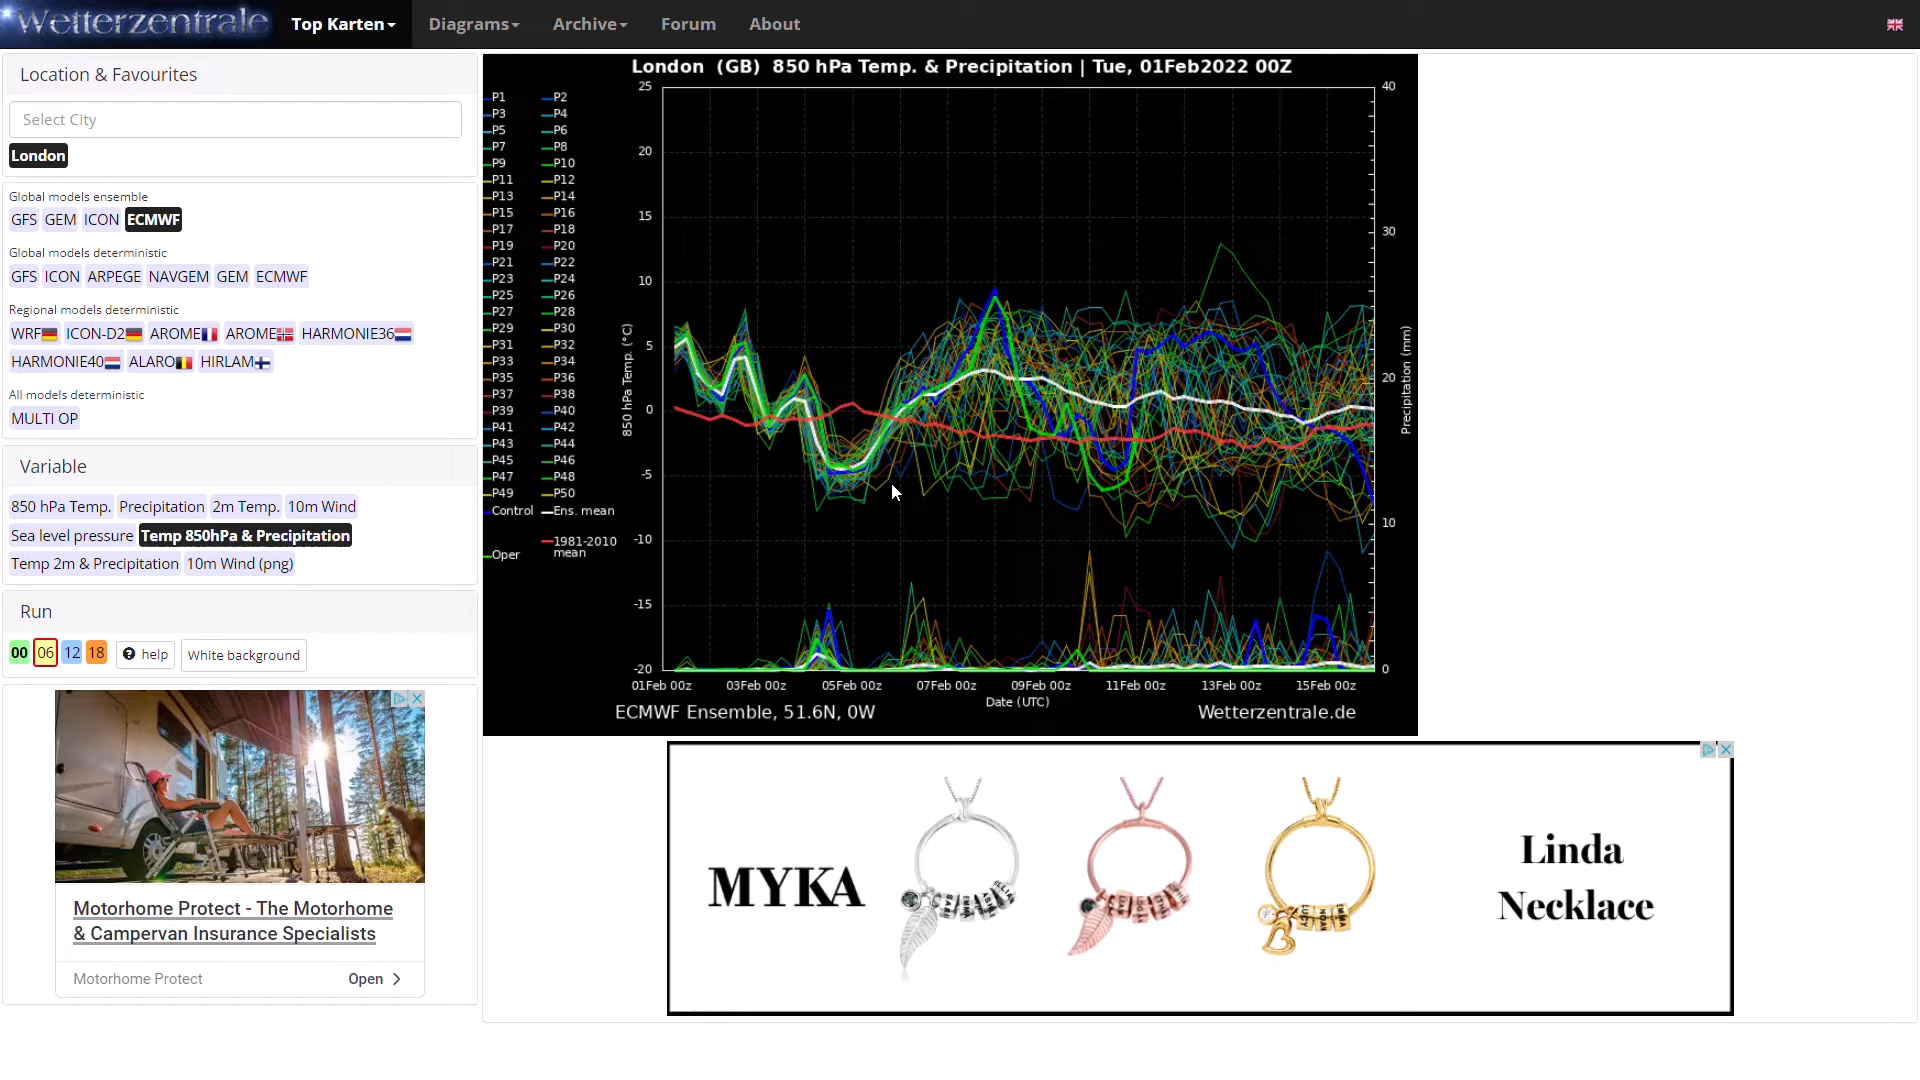 Wetterzentrale
Top Karten
Diagrams
Archive
Forum
About
Location & Favourites
Select City
London
Global models ensemble
GFS GEM ICON ECMWF
Global models deterministic
GFS ICON ARPEGE NAVGEM GEM ECMWF
Regional models deterministic
WRF ICON-D2 AROME AROME HARMONIE36
HARMONIE40 ALARO HIRLAM
All models deterministic
MULTI OP
Variable
850 hPa Temp. Precipitation 2m Temp. 10m Wind
Sea level pressure Temp 850hPa & Precipitation
Temp 2m & Precipitation 10m Wind (png)
Run
00 06 12 18 help White background
Motorhome Protect - The Motorhome
& Campervan Insurance Specialists
Motorhome Protect Open
London (GB) 850 hPa Temp. & Precipitation | Tue, 01Feb2022 00Z
P1 P2
P3 P4
P5 P6
P7 P8
P9 P10
P11 P12
P13 P14
P15 P16
P17 P18
P19 P20
P21 P22
P23 P24
P25 P26
P27 P28
P29 P30
P31 P32
P33 P34
P35 P36
P37 P38
P39 P40
P41 P42
P43 P44
P45 P46
P47 P48
P49 P50
Control Ens. mean
1981-2010
mean
Oper
850 hPa Temp. (°C)
25
20
15
10
5
0
-5
-10
-15
-20
40
30
20
10
0
Precipitation (mm)
01Feb 00z 03Feb 00z 05Feb 00z 07Feb 00z 09Feb 00z 11Feb 00z 13Feb 00z 15Feb 00z
Date (UTC)
ECMWF Ensemble, 51.6N, 0W
Wetterzentrale.de
MYKA
Linda
Necklace